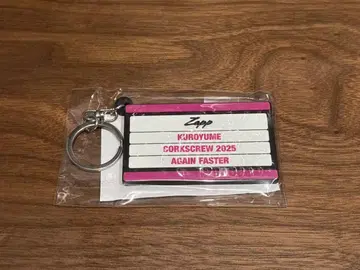 Zepp
KUROYUME
CORKSCREW 2025
AGAIN FASTER